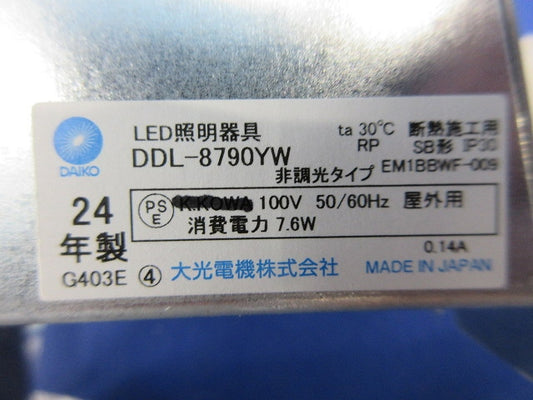 DAIKO
LED照明器具
ta 30℃ 断熱施工用
DDL-8790YW
RP SB形 IP30
非調光タイプ EM1BBWF-009
24
年製
PS
E
K.KOWA 100V 50/60Hz 屋外用
消費電力 7.6W
0.14A
G403E ④ 大光電機株式会社 MADE IN JAPAN